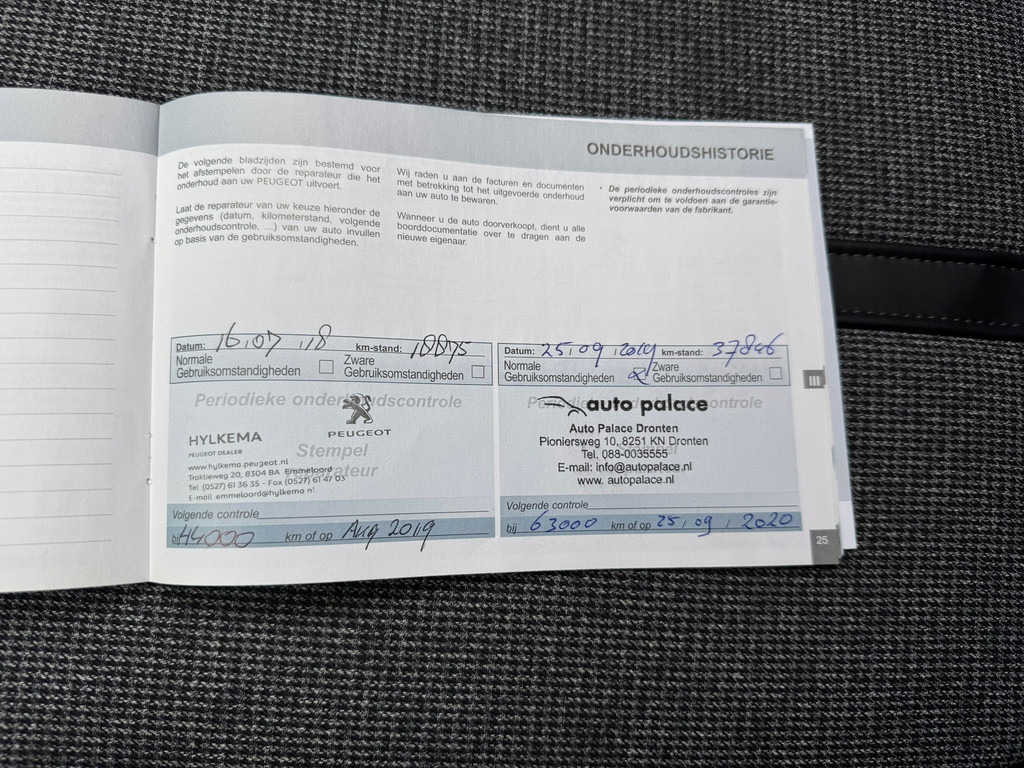 ONDERHOUDSHISTORIE
De volgende bladzijden zijn bestemd voor
het afstempelen door de reparateur die het
onderhoud aan uw PEUGEOT uitvoert.
Laat de reparateur van uw keuze hieronder de
gegevens (datum, kilometerstand, volgende
onderhoudscontrole, ...) van uw auto invullen
op basis van de gebruiksomstandigheden.
Wij raden u aan de facturen en documenten
met betrekking tot het uitgevoerde onderhoud
aan uw auto te bewaren.
Wanneer u de auto doorverkoopt, dient u alle
boorddocumentatie over te dragen aan de
nieuwe eigenaar.
* De periodieke onderhoudscontroles zijn
verplicht om te voldoen aan de garantie-
voorwaarden van de fabrikant.
Datum: 16,07,18 km-stand: 18875
Normale
Gebruiksomstandigheden
Zware
Gebruiksomstandigheden
Periodieke onderhoudscontrole
PEUGEOT
HYLKEMA
PEUGEOT DEALER
Stempel
www.hylkema.peugeot.nl
Traktieweg 20, 8304 BA Emmeloord
Tel (0527) 61 36 35 - Fax (0527) 61 47 03
E-mail emmeloord@hylkema.nl
Volgende controle
bij 44000 km of op Aug 2019
Datum: 25,09,2019 km-stand: 37846
Normale
Gebruiksomstandigheden
Zware
Gebruiksomstandigheden
auto palace
Auto Palace Dronten
Pioniersweg 10, 8251 KN Dronten
Tel. 088-0035555
E-mail: info@autopalace.nl
www. autopalace.nl
Volgende controle
bij 63000 km of op 25,09,2020
III
25